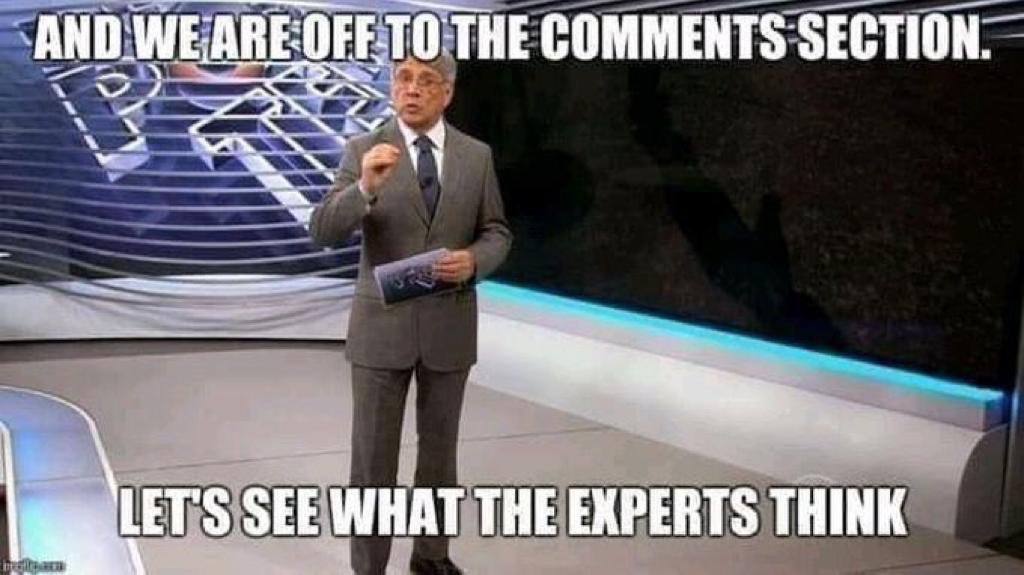 AND WE ARE OFF TO THE COMMENTS SECTION.
LET'S SEE WHAT THE EXPERTS THINK
imgflip.com